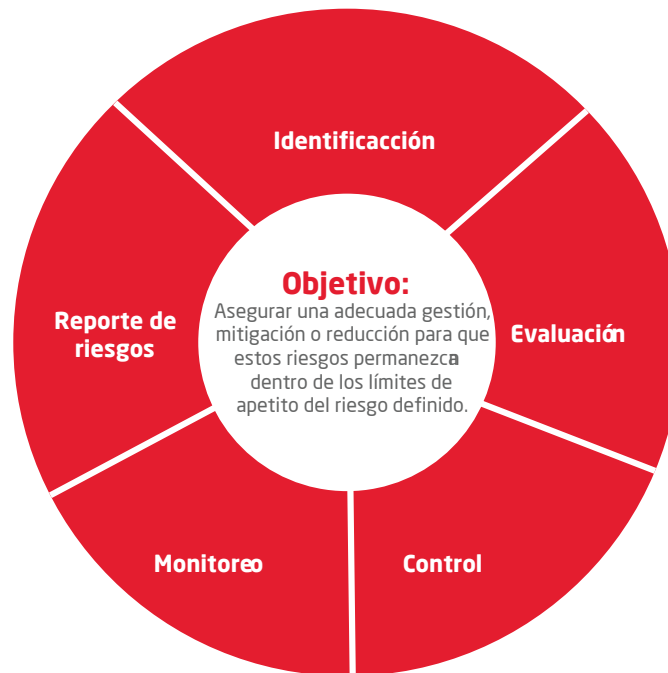 Identificacción
Objetivo:
Asegurar una adecuada gestión,
mitigación o reducción para que
estos riesgos permanezcan
dentro de los límites de
apetito del riesgo definido.
Evaluación
Control
Monitoreo
Reporte de
riesgos